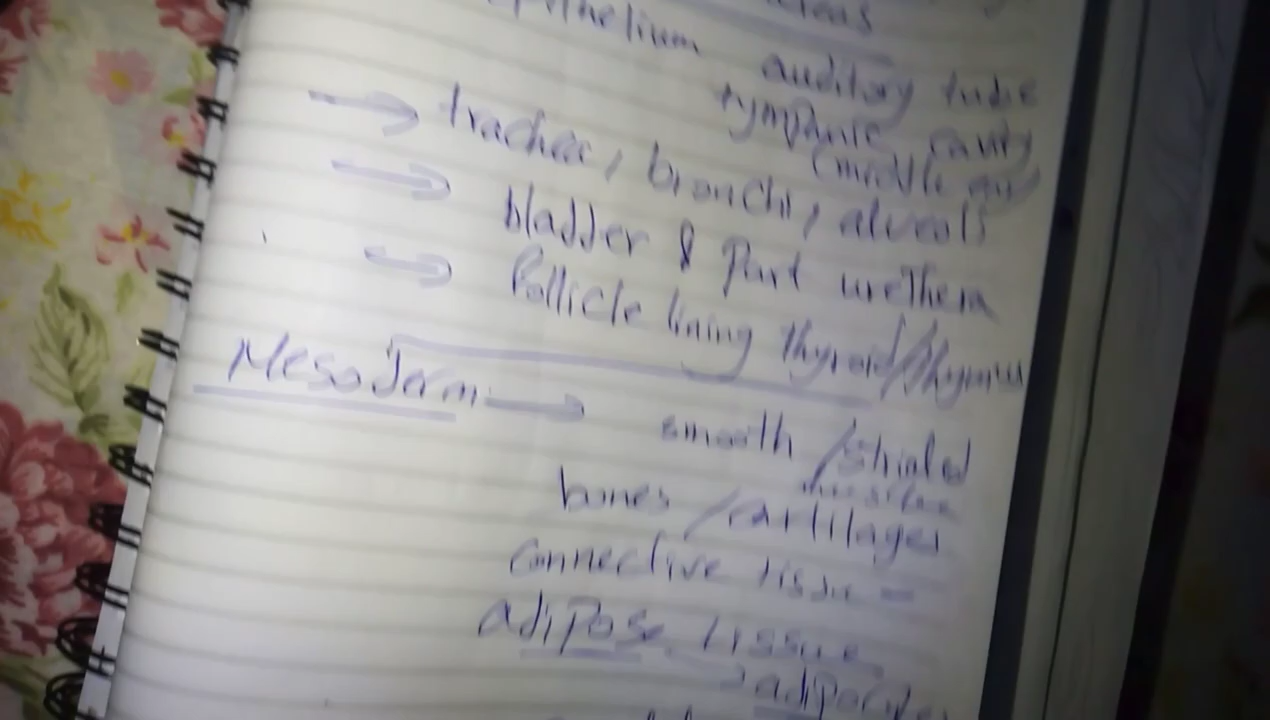 epithelium auditory tube
tympanic cavity
(middle ear)
→ trachea, bronchi, alveoli
→ bladder & part urethera
→ follicle lining thyroid/thymus
Mesoderm → smooth / striated
muscles
bones / cartilages
connective tissue -
adipose tissue
→ adipocytes